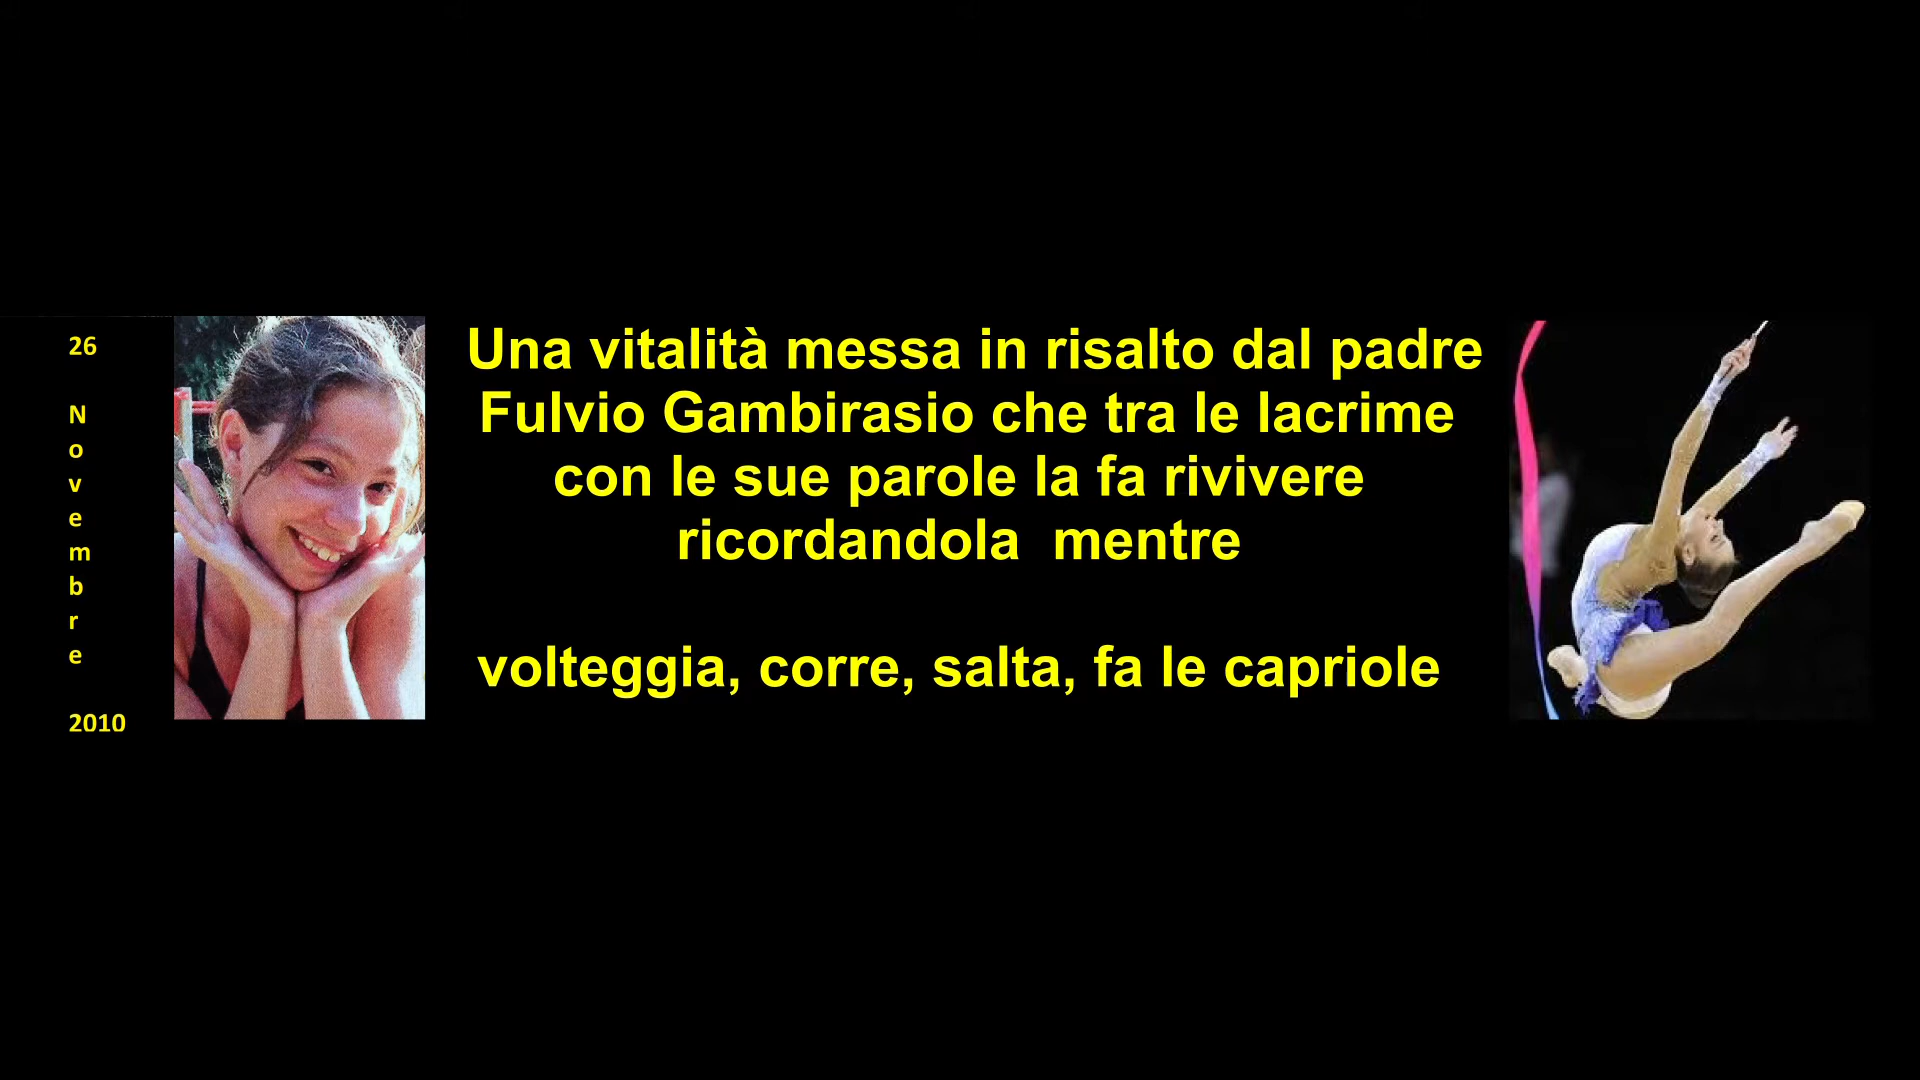 26
N
o
v
e
m
b
r
e
2010
Una vitalità messa in risalto dal padre
Fulvio Gambirasio che tra le lacrime
con le sue parole la fa rivivere
ricordandola  mentre
volteggia, corre, salta, fa le capriole